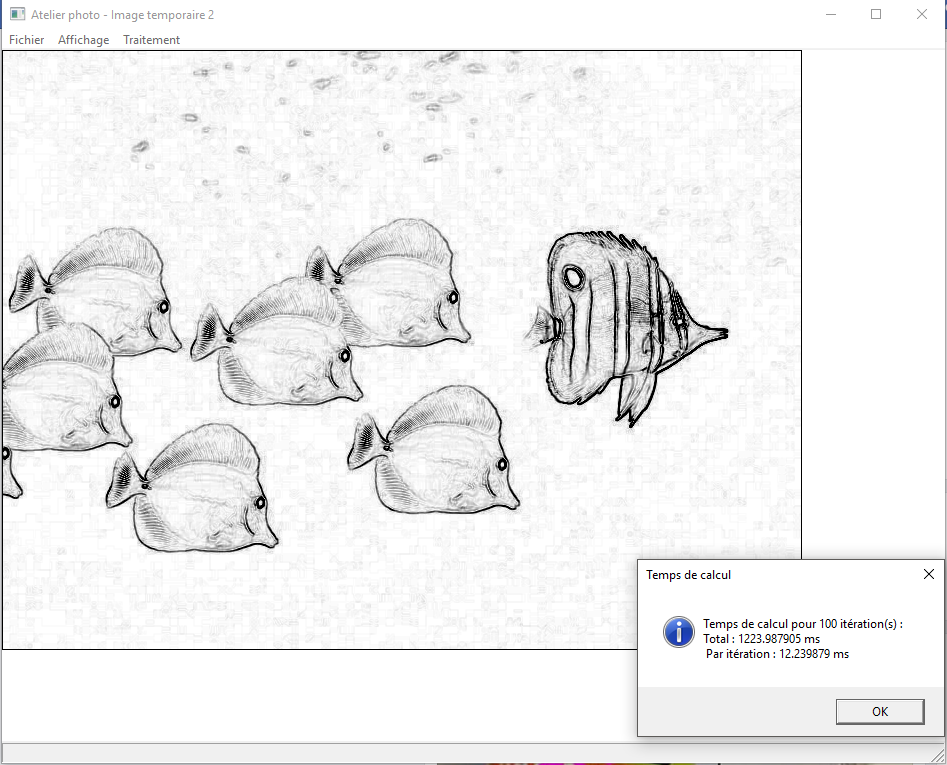 Atelier photo - Image temporaire 2
Fichier Affichage Traitement
Temps de calcul
Temps de calcul pour 100 itération(s) :
Total : 1223.987905 ms
Par itération : 12.239879 ms
OK